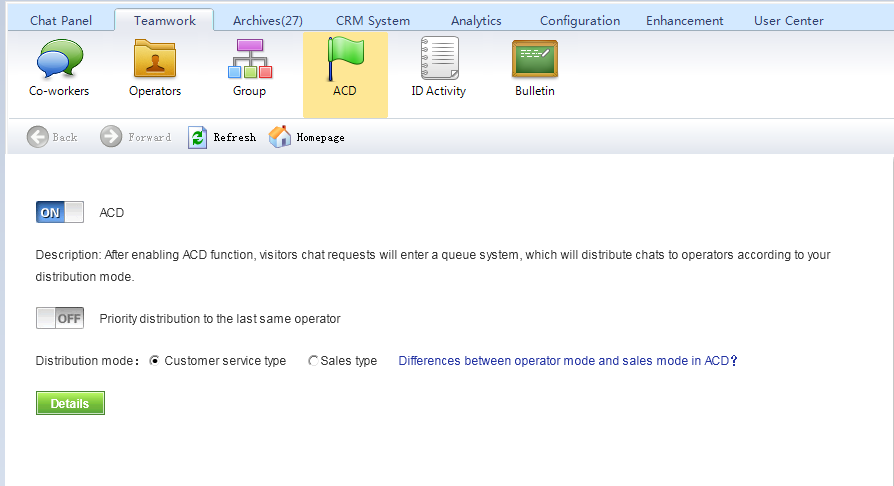 Chat Panel Teamwork Archives(27) CRM System Analytics Configuration Enhancement User Center
Co-workers Operators Group ACD ID Activity Bulletin
Back Forward Refresh Homepage
ON ACD
Description: After enabling ACD function, visitors chat requests will enter a queue system, which will distribute chats to operators according to your
distribution mode.
OFF Priority distribution to the last same operator
Distribution mode： Customer service type Sales type Differences between operator mode and sales mode in ACD？
Details